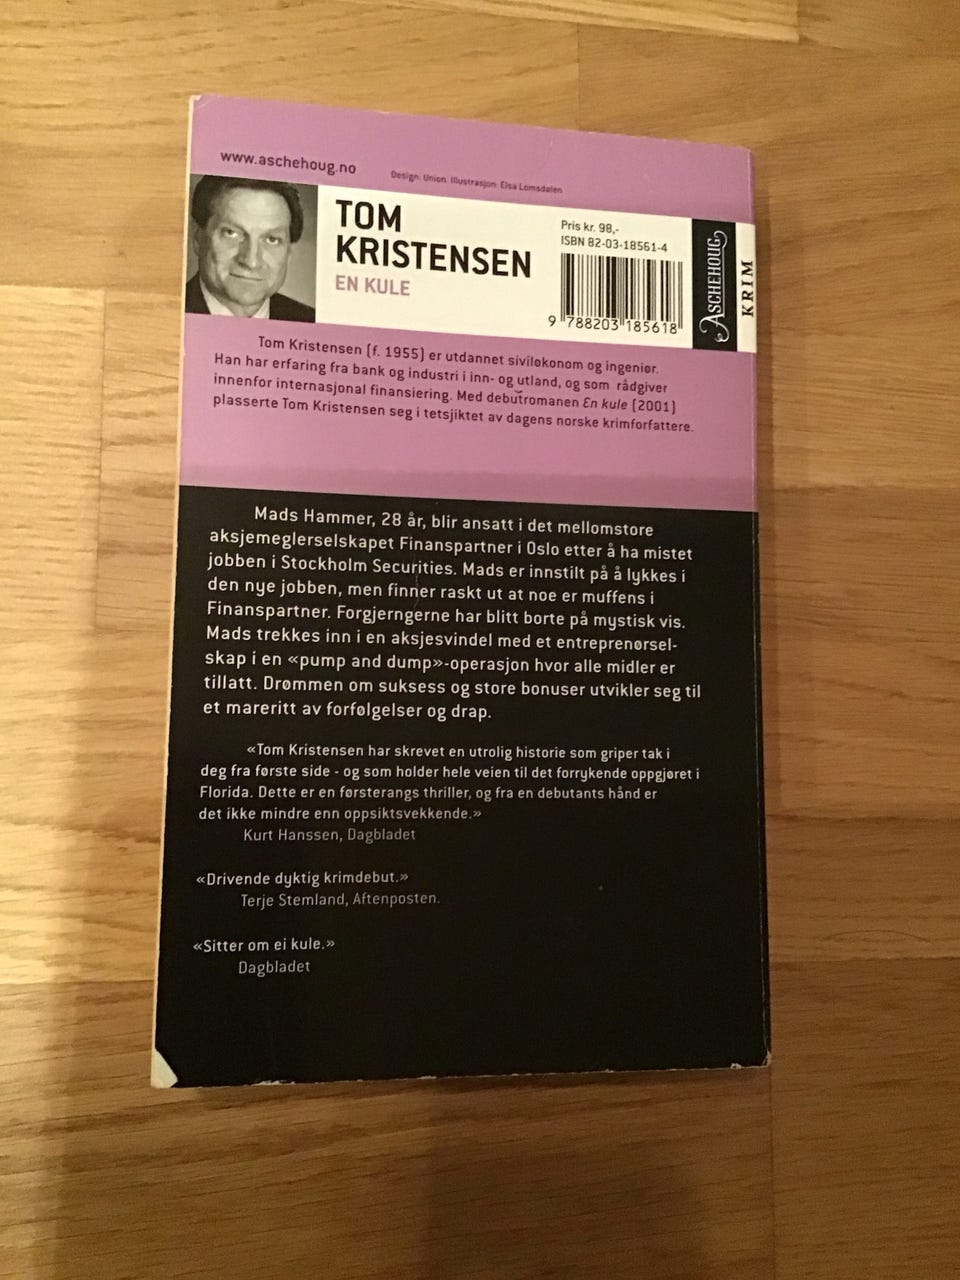 www.aschehoug.no
Design: Union. Illustrasjon: Elsa Lomsdalen
TOM
KRISTENSEN
EN KULE
Pris kr. 98,-
ISBN 82-03-18561-4
9 788203 185618
ASCHEHOUG
KRIM
Tom Kristensen (f. 1955) er utdannet siviløkonom og ingeniør.
Han har erfaring fra bank og industri i inn- og utland, og som rådgiver
innenfor internasjonal finansiering. Med debutromanen En kule (2001)
plasserte Tom Kristensen seg i tetsjiktet av dagens norske krimforfattere.
Mads Hammer, 28 år, blir ansatt i det mellomstore
aksjemeglerselskapet Finanspartner i Oslo etter å ha mistet
jobben i Stockholm Securities. Mads er innstilt på å lykkes i
den nye jobben, men finner raskt ut at noe er muffens i
Finanspartner. Forgjerngerne har blitt borte på mystisk vis.
Mads trekkes inn i en aksjesvindel med et entreprenørsel-
skap i en «pump and dump»-operasjon hvor alle midler er
tillatt. Drømmen om suksess og store bonuser utvikler seg til
et mareritt av forfølgelser og drap.
«Tom Kristensen har skrevet en utrolig historie som griper tak i
deg fra første side - og som holder hele veien til det forrykende oppgjøret i
Florida. Dette er en førsterangs thriller, og fra en debutants hånd er
det ikke mindre enn oppsiktsvekkende.»
Kurt Hanssen, Dagbladet
«Drivende dyktig krimdebut.»
Terje Stemland, Aftenposten.
«Sitter om ei kule.»
Dagbladet